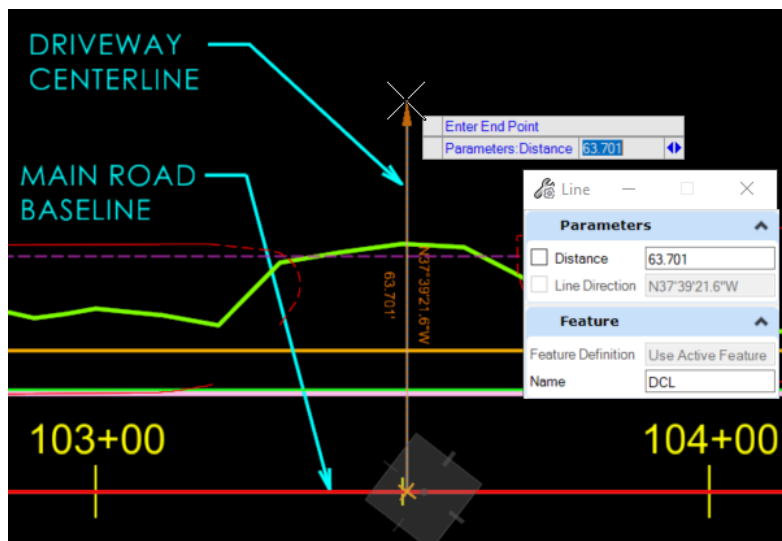 DRIVEWAY
CENTERLINE
Enter End Point
Parameters:Distance 63.701
MAIN ROAD
BASELINE
Line
Parameters
Distance 63.701
Line Direction N37°39'21.6"W
Feature
Feature Definition Use Active Feature
Name DCL
N37°39'21.6"W
63.701'
103+00
104+00